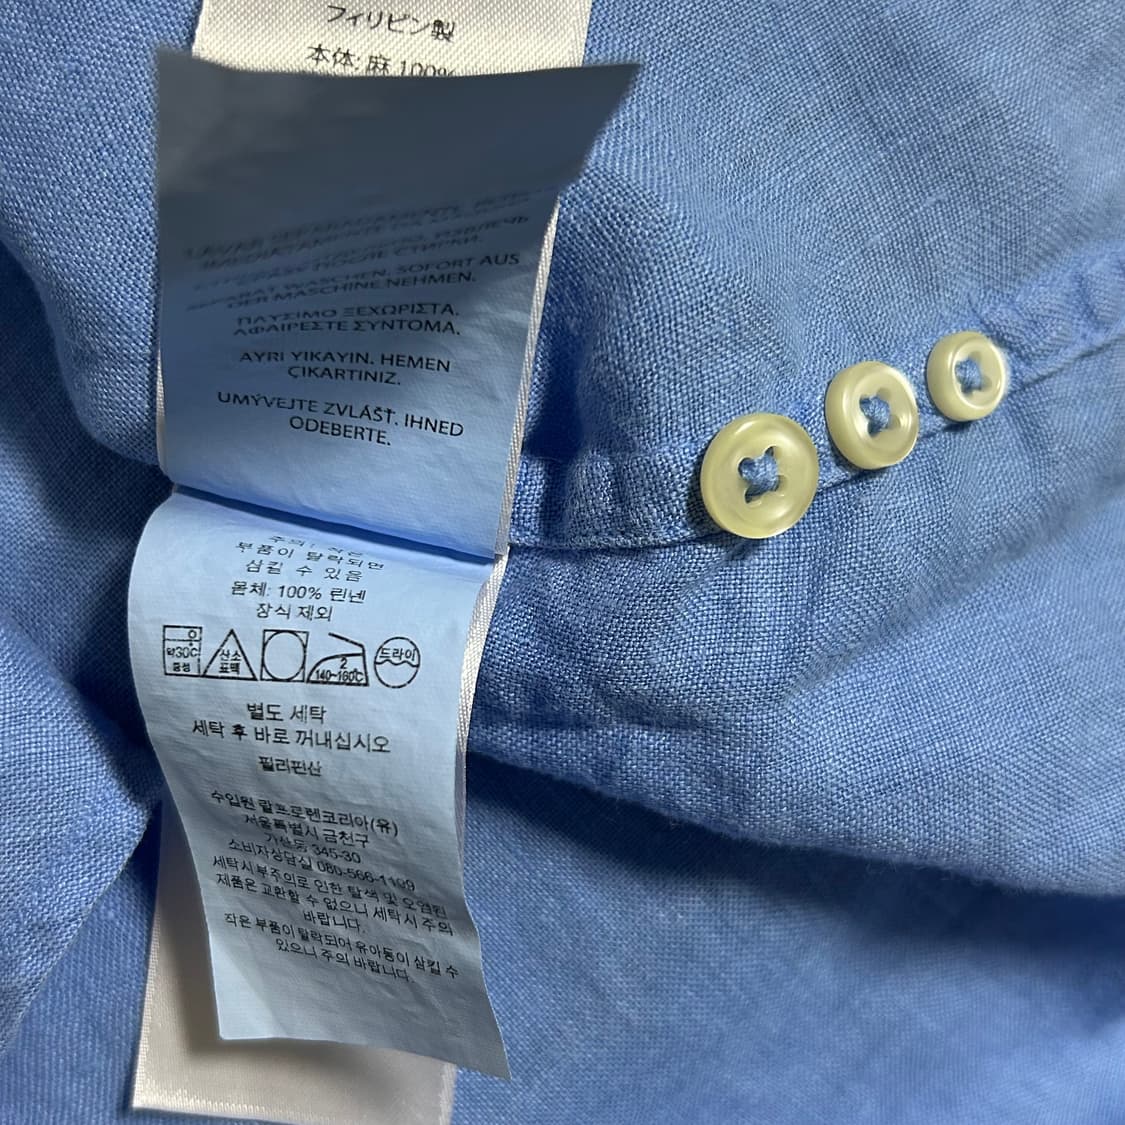 フィリピン製
本体: 麻 100%
LAVAR SEPARADAMENTE.
SEPARAT WASCHEN. SOFORT AUS
DER MASCHINE NEHMEN.
ΠΛΥΣΙΜΟ ΞΕΧΩΡΙΣΤΑ.
ΑΦΑΙΡΕΣΤΕ ΣΥΝΤΟΜΑ.
AYRI YIKAYIN. HEMEN
ÇIKARTINIZ.
UMÝVEJTE ZVLÁŠŤ. IHNED
ODEBERTE.
부품이 탈락되면
삼킬 수 있음
몸체: 100% 린넨
장식 제외
약30℃ 중성
산소 표백
2 140~160℃
드라이
별도 세탁
세탁 후 바로 꺼내십시오
필리핀산
수입원 랄프로렌코리아(유)
서울특별시 금천구
가산동 345-30
소비자상담실 080-566-1109
세탁시 부주의로 인한 탈색 및 오염된
제품은 교환할 수 없으니 세탁시 주의
바랍니다.
작은 부품이 탈락되어 유아동이 삼킬 수
있으니 주의 바랍니다.